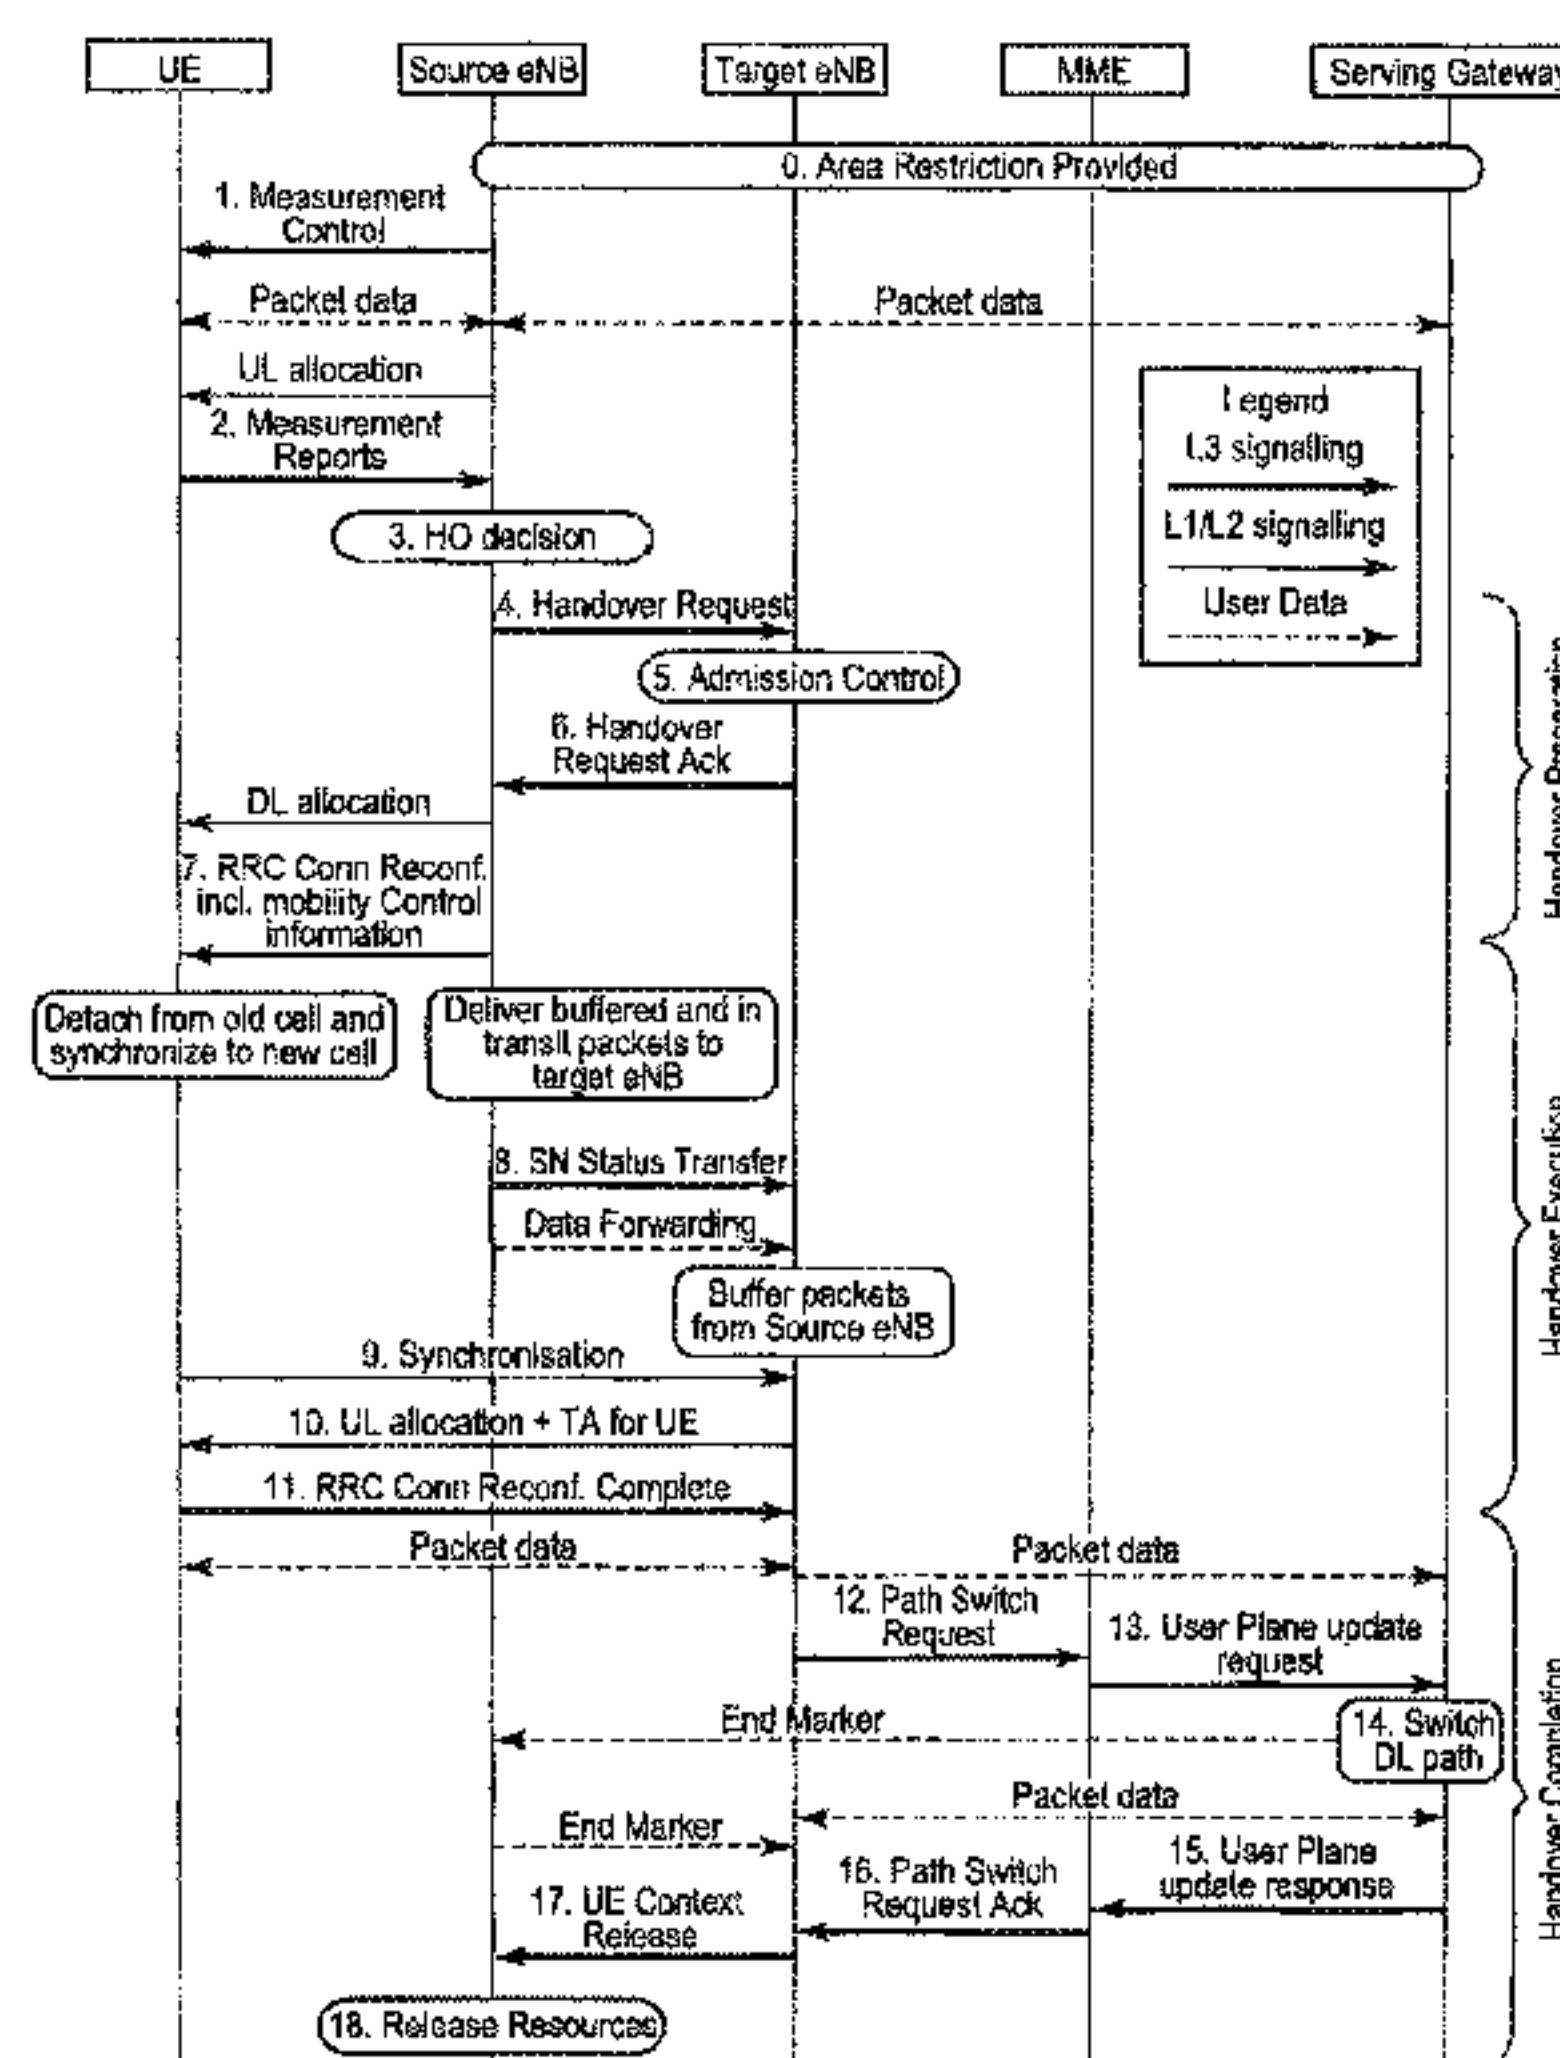 UE
Source eNB
Target eNB
MME
Serving Gateway
0. Area Restriction Provided
1. Measurement
Control
Packet data
Packet data
UL allocation
2. Measurement
Reports
Legend
L3 signalling
L1/L2 signalling
User Data
3. HO decision
4. Handover Request
5. Admission Control
6. Handover
Request Ack
DL allocation
7. RRC Conn Reconf.
incl. mobility Control
information
Handover Preparation
Detach from old cell and
synchronize to new cell
Deliver buffered and in
transit packets to
target eNB
8. SN Status Transfer
Data Forwarding
Buffer packets
from Source eNB
9. Synchronisation
10. UL allocation + TA for UE
11. RRC Conn Reconf. Complete
Handover Execution
Packet data
Packet data
12. Path Switch
Request
13. User Plane update
request
End Marker
14. Switch
DL path
Packet data
End Marker
15. User Plane
update response
16. Path Switch
Request Ack
17. UE Context
Release
18. Release Resources
Handover Completion